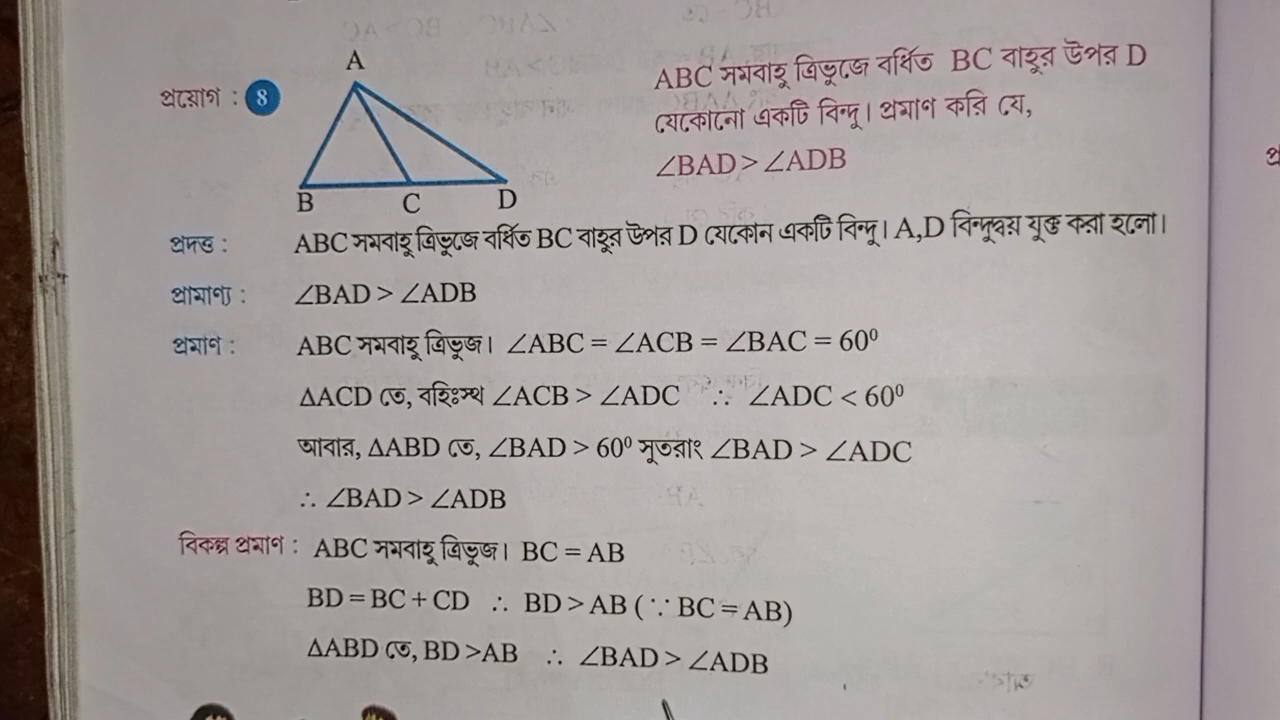 A
B
C
D
প্রয়োগ : 8
ABC সমবাহু ত্রিভুজে বর্ধিত BC বাহুর উপর D
যেকোনো একটি বিন্দু। প্রমাণ করি যে,
∠BAD > ∠ADB
প্রদত্ত : ABC সমবাহু ত্রিভুজে বর্ধিত BC বাহুর উপর D যেকোন একটি বিন্দু। A,D বিন্দুদ্বয় যুক্ত করা হলো।
প্রামাণ্য : ∠BAD > ∠ADB
প্রমাণ : ABC সমবাহু ত্রিভুজ। ∠ABC = ∠ACB = ∠BAC = 60⁰
ΔACD তে, বহিঃস্থ ∠ACB > ∠ADC ∴ ∠ADC < 60⁰
আবার, ΔABD তে, ∠BAD > 60⁰ সূতরাং ∠BAD > ∠ADC
∴ ∠BAD > ∠ADB
বিকল্প প্রমাণ : ABC সমবাহু ত্রিভুজ। BC = AB
BD = BC + CD ∴ BD > AB (∵ BC = AB)
ΔABD তে, BD >AB ∴ ∠BAD > ∠ADB